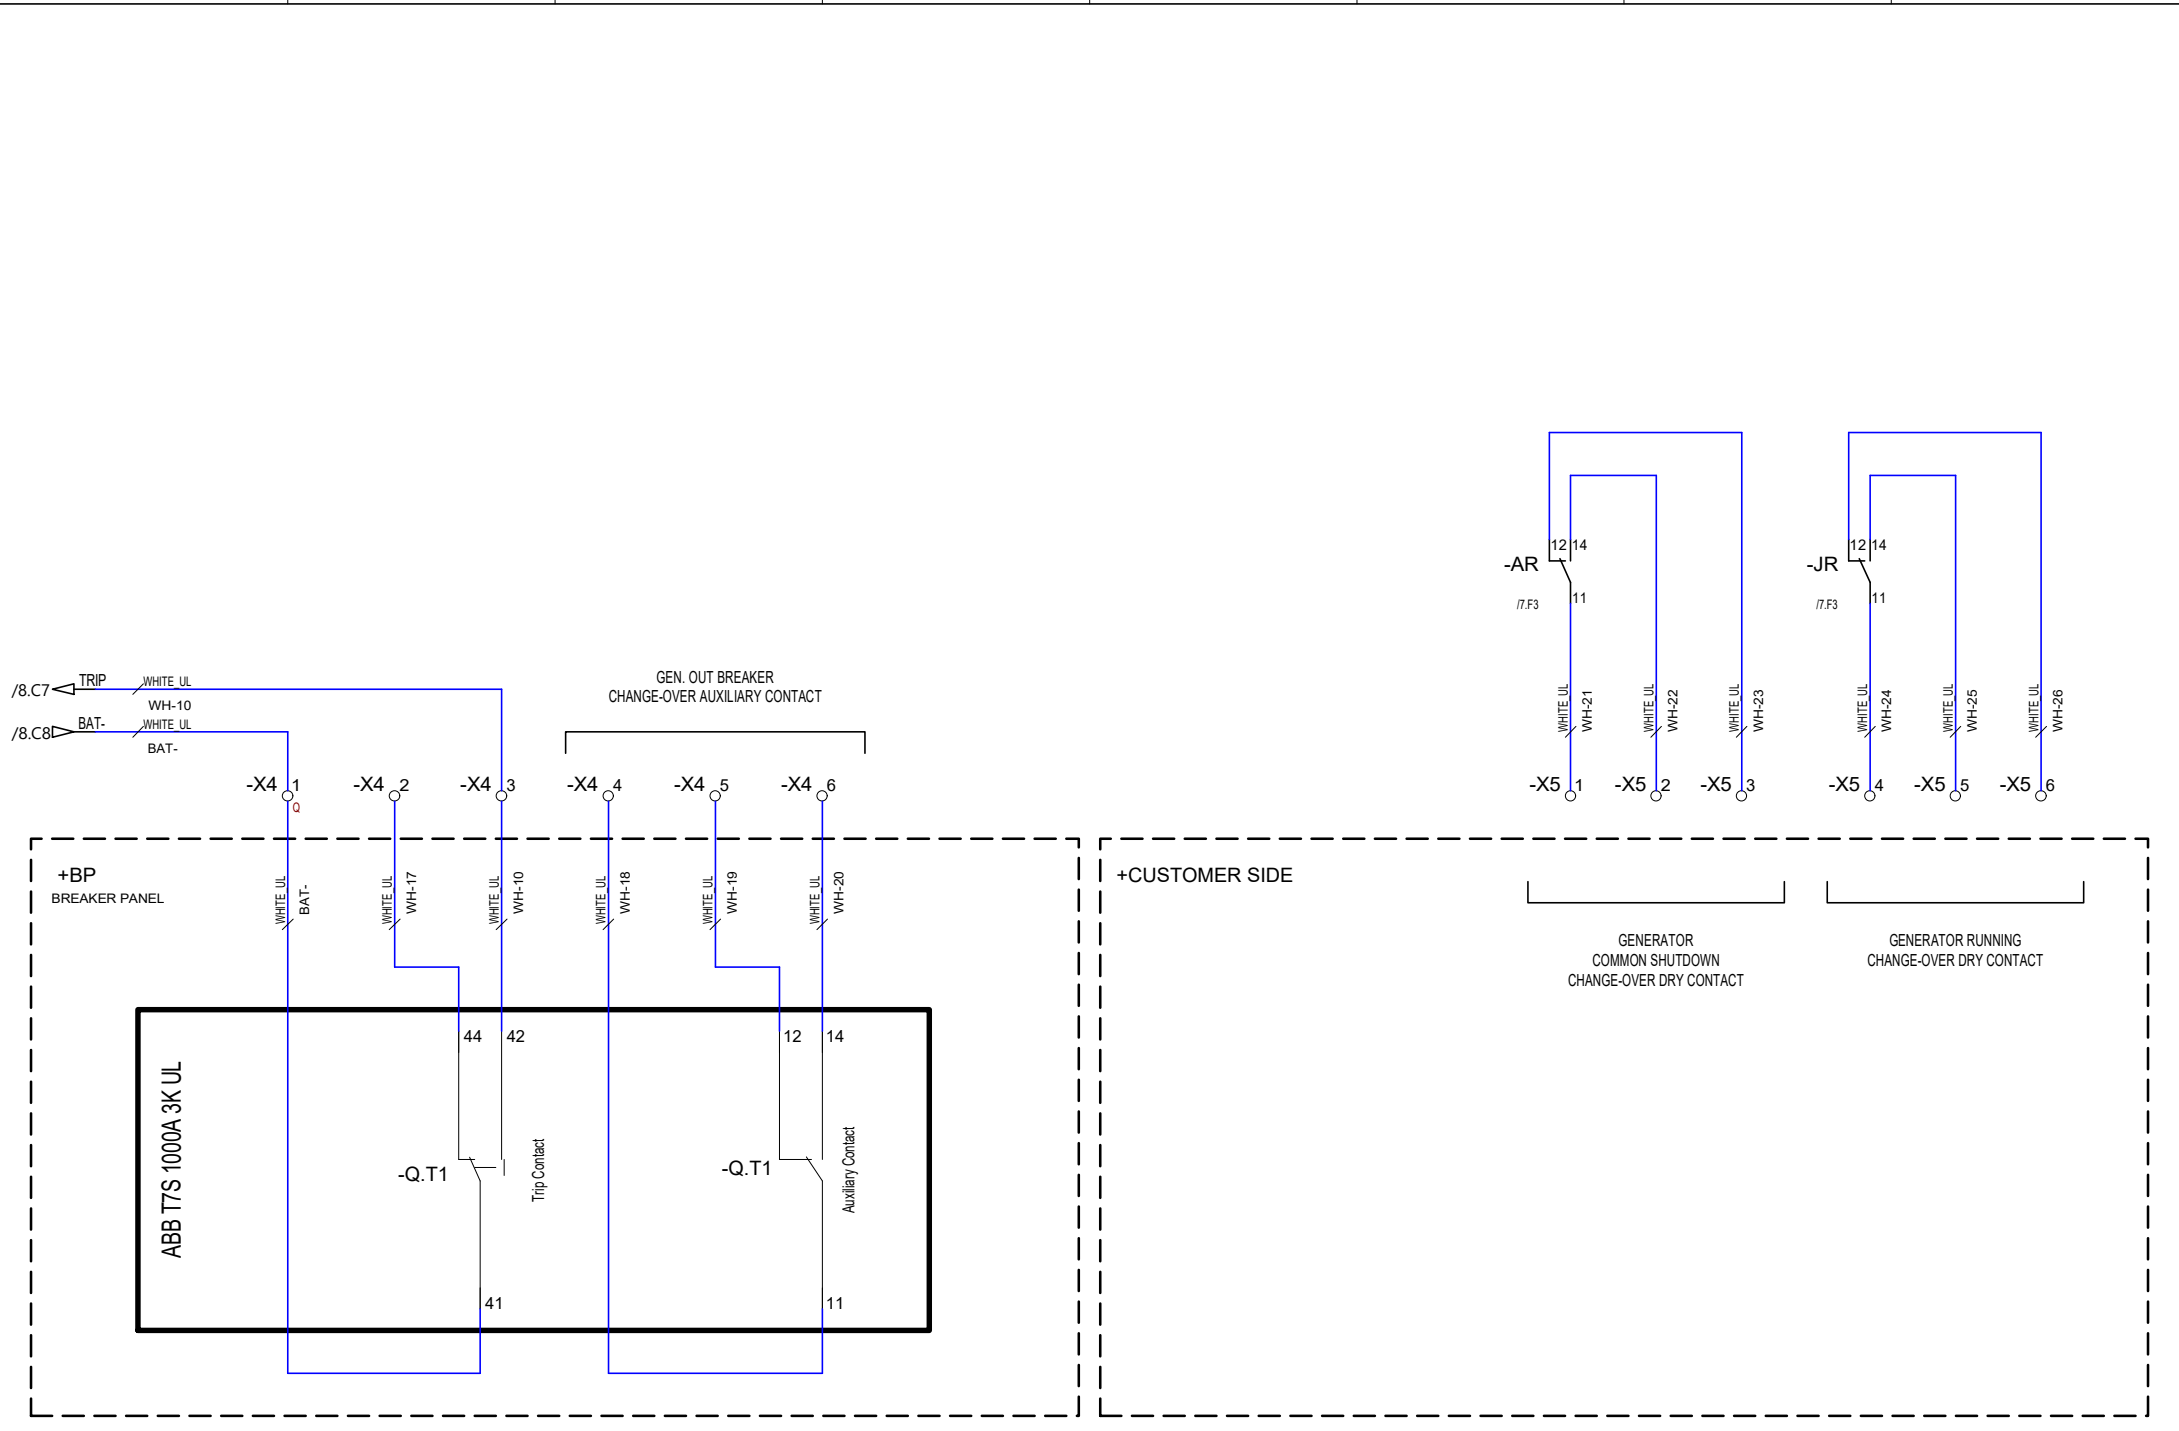 12 14
-AR
/7.F3
11
12 14
-JR
/7.F3
11
/8.C7 TRIP WHITE_UL
WH-10
/8.C8 BAT- WHITE_UL
BAT-
GEN. OUT BREAKER
CHANGE-OVER AUXILIARY CONTACT
WHITE_UL WH-21
WHITE_UL WH-22
WHITE_UL WH-23
WHITE_UL WH-24
WHITE_UL WH-25
WHITE_UL WH-26
-X4 1
Q
-X4 2
-X4 3
-X4 4
-X4 5
-X4 6
-X5 1
-X5 2
-X5 3
-X5 4
-X5 5
-X5 6
+BP
BREAKER PANEL
WHITE_UL BAT-
WHITE_UL WH-17
WHITE_UL WH-10
WHITE_UL WH-18
WHITE_UL WH-19
WHITE_UL WH-20
+CUSTOMER SIDE
GENERATOR
COMMON SHUTDOWN
CHANGE-OVER DRY CONTACT
GENERATOR RUNNING
CHANGE-OVER DRY CONTACT
ABB T7S 1000A 3K UL
44 42
-Q.T1
Trip Contact
41
12 14
-Q.T1
Auxiliary Contact
11